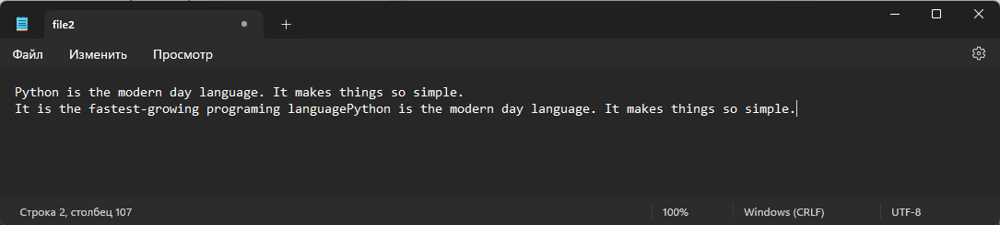 file2
Файл Изменить Просмотр
Python is the modern day language. It makes things so simple.
It is the fastest-growing programing languagePython is the modern day language. It makes things so simple.
Строка 2, столбец 107 100% Windows (CRLF) UTF-8